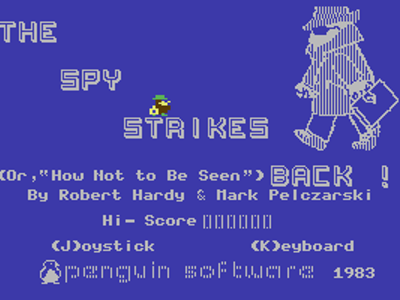 THE
SPY
STRIKES
BACK !
(Or,"How Not to Be Seen")
By Robert Hardy & Mark Pelczarski
Hi- Score
(J)oystick (K)eyboard
penguin software 1983